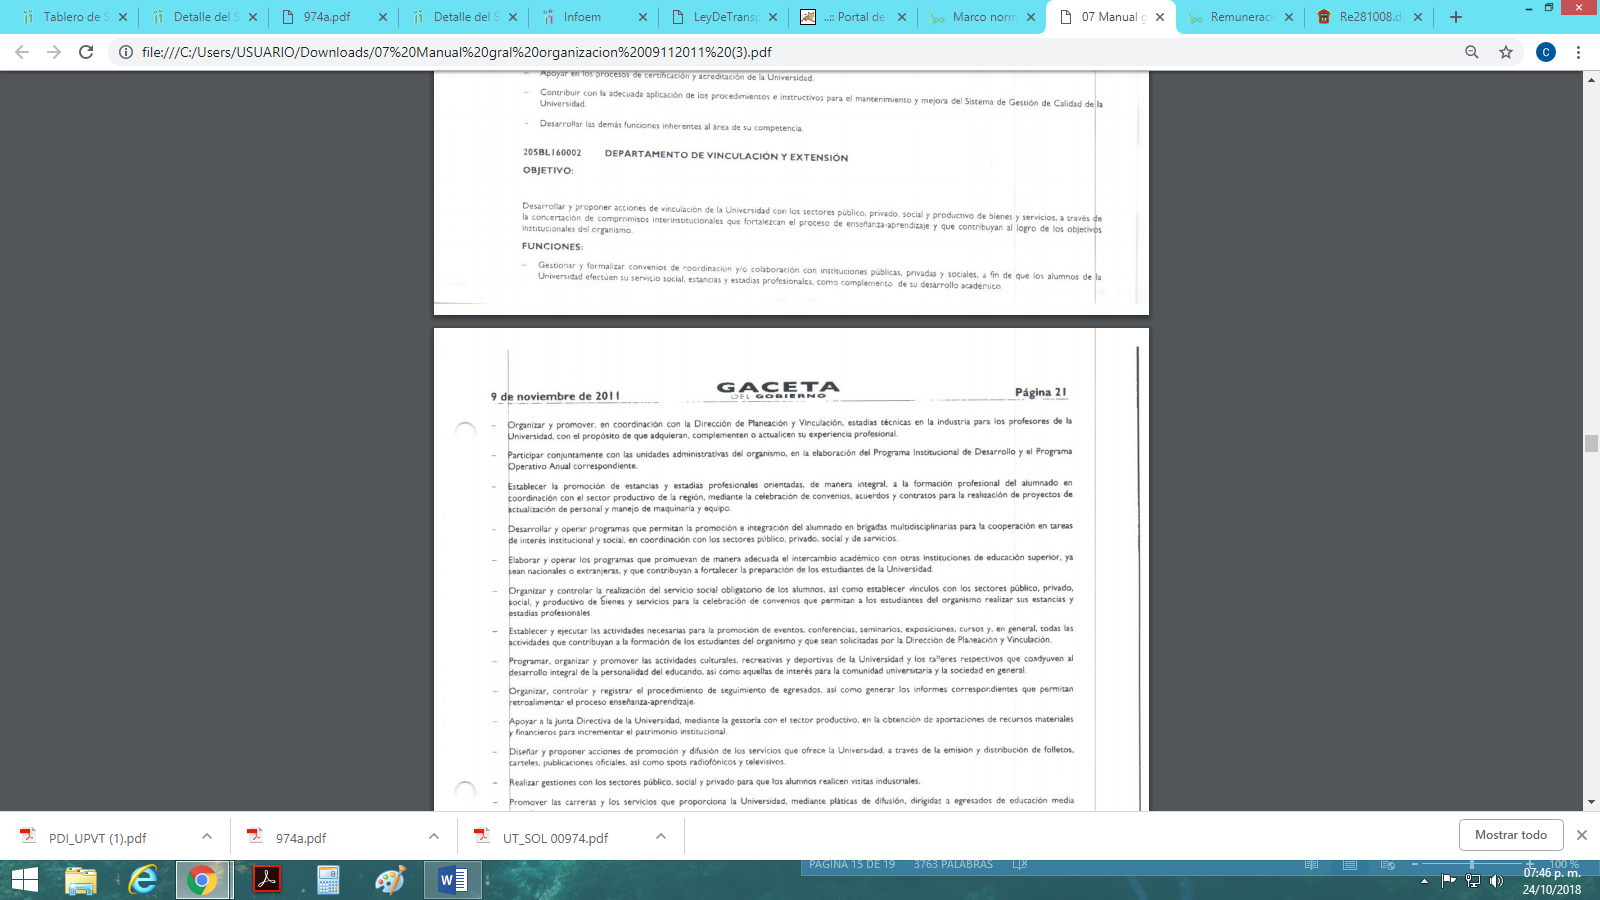 Tablero de S
Detalle del S
974a.pdf
Detalle del S
Infoem
LeyDeTransp
..:: Portal de
Marco norm
07 Manual g
Remuneraci
Re281008.d
file:///C:/Users/USUARIO/Downloads/07%20Manual%20gral%20organizacion%2009112011%20(3).pdf
C
– Apoyar en los procesos de certificación y acreditación de la Universidad.
– Contribuir con la adecuada aplicación de los procedimientos e instructivos para el mantenimiento y mejora del Sistema de Gestión de Calidad de la
Universidad.
– Desarrollar las demás funciones inherentes al área de su competencia.
205BL160002 DEPARTAMENTO DE VINCULACIÓN Y EXTENSIÓN
OBJETIVO:
Desarrollar y proponer acciones de vinculación de la Universidad con los sectores público, privado, social y productivo de bienes y servicios, a través de
la concertación de compromisos interinstitucionales que fortalezcan el proceso de enseñanza-aprendizaje y que contribuyan al logro de los objetivos
institucionales del organismo.
FUNCIONES:
– Gestionar y formalizar convenios de coordinación y/o colaboración con instituciones públicas, privadas y sociales, a fin de que los alumnos de la
Universidad efectúen su servicio social, estancias y estadías profesionales, como complemento de su desarrollo académico.
9 de noviembre de 2011
GACETA
DEL GOBIERNO
Página 21
– Organizar y promover, en coordinación con la Dirección de Planeación y Vinculación, estadías técnicas en la industria para los profesores de la
Universidad, con el propósito de que adquieran, complementen o actualicen su experiencia profesional.
– Participar conjuntamente con las unidades administrativas del organismo, en la elaboración del Programa Institucional de Desarrollo y el Programa
Operativo Anual correspondiente.
– Establecer la promoción de estancias y estadías profesionales orientadas, de manera integral, a la formación profesional del alumnado en
coordinación con el sector productivo de la región, mediante la celebración de convenios, acuerdos y contratos para la realización de proyectos de
actualización de personal y manejo de maquinaria y equipo.
– Desarrollar y operar programas que permitan la promoción e integración del alumnado en brigadas multidisciplinarias para la cooperación en tareas
de interés institucional y social, en coordinación con los sectores público, privado, social y de servicios.
– Elaborar y operar los programas que promuevan de manera adecuada el intercambio académico con otras instituciones de educación superior, ya
sean nacionales o extranjeras, y que contribuyan a fortalecer la preparación de los estudiantes de la Universidad.
– Organizar y controlar la realización del servicio social obligatorio de los alumnos, así como establecer vínculos con los sectores público, privado,
social, y productivo de bienes y servicios para la celebración de convenios que permitan a los estudiantes del organismo realizar sus estancias y
estadías profesionales.
– Establecer y ejecutar las actividades necesarias para la promoción de eventos, conferencias, seminarios, exposiciones, cursos y, en general, todas las
actividades que contribuyan a la formación de los estudiantes del organismo y que sean solicitadas por la Dirección de Planeación y Vinculación.
– Programar, organizar y promover las actividades culturales, recreativas y deportivas de la Universidad y los talleres respectivos que coadyuven al
desarrollo integral de la personalidad del educando, así como aquellas de interés para la comunidad universitaria y la sociedad en general.
– Organizar, controlar y registrar el procedimiento de seguimiento de egresados, así como generar los informes correspondientes que permitan
retroalimentar el proceso enseñanza-aprendizaje.
– Apoyar a la Junta Directiva de la Universidad, mediante la gestoría con el sector productivo, en la obtención de aportaciones de recursos materiales
y financieros para incrementar el patrimonio institucional.
– Diseñar y proponer acciones de promoción y difusión de los servicios que ofrece la Universidad, a través de la emisión y distribución de folletos,
carteles, publicaciones oficiales, así como spots radiofónicos y televisivos.
– Realizar gestiones con los sectores público, social y privado para que los alumnos realicen visitas industriales.
– Promover las carreras y los servicios que proporciona la Universidad, mediante pláticas de difusión, dirigidas a egresados de educación media
PDI_UPVT (1).pdf
974a.pdf
UT_SOL 00974.pdf
Mostrar todo
PÁGINA 15 DE 19 3763 PALABRAS
100 %
07:46 p. m.
24/10/2018